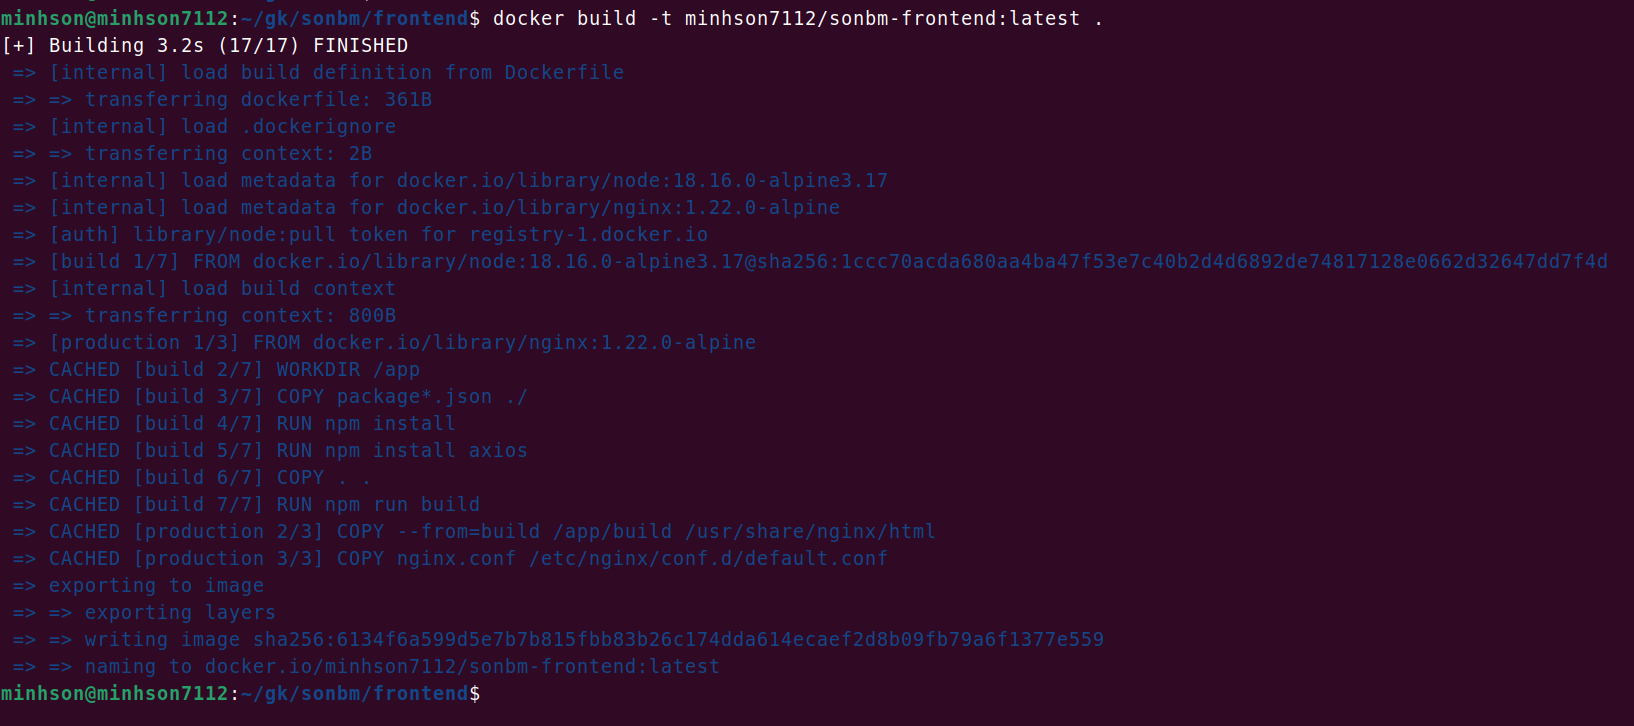 minhson@minhson7112:~/gk/sonbm/frontend$ docker build -t minhson7112/sonbm-frontend:latest .
[+] Building 3.2s (17/17) FINISHED
=> [internal] load build definition from Dockerfile
=> => transferring dockerfile: 361B
=> [internal] load .dockerignore
=> => transferring context: 2B
=> [internal] load metadata for docker.io/library/node:18.16.0-alpine3.17
=> [internal] load metadata for docker.io/library/nginx:1.22.0-alpine
=> [auth] library/node:pull token for registry-1.docker.io
=> [build 1/7] FROM docker.io/library/node:18.16.0-alpine3.17@sha256:1ccc70acda680aa4ba47f53e7c40b2d4d6892de74817128e0662d32647dd7f4d
=> [internal] load build context
=> => transferring context: 800B
=> [production 1/3] FROM docker.io/library/nginx:1.22.0-alpine
=> CACHED [build 2/7] WORKDIR /app
=> CACHED [build 3/7] COPY package*.json ./
=> CACHED [build 4/7] RUN npm install
=> CACHED [build 5/7] RUN npm install axios
=> CACHED [build 6/7] COPY . .
=> CACHED [build 7/7] RUN npm run build
=> CACHED [production 2/3] COPY --from=build /app/build /usr/share/nginx/html
=> CACHED [production 3/3] COPY nginx.conf /etc/nginx/conf.d/default.conf
=> exporting to image
=> => exporting layers
=> => writing image sha256:6134f6a599d5e7b7b815fbb83b26c174dda614ecaef2d8b09fb79a6f1377e559
=> => naming to docker.io/minhson7112/sonbm-frontend:latest
minhson@minhson7112:~/gk/sonbm/frontend$